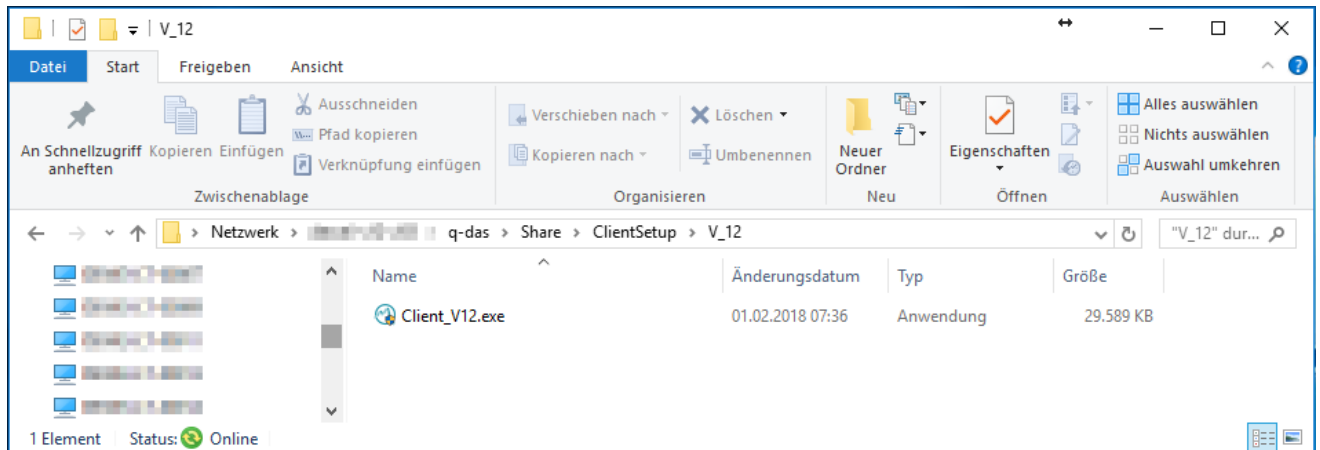 V_12
Datei Start Freigeben Ansicht
An Schnellzugriff anheften
Kopieren
Einfügen
Ausschneiden
Pfad kopieren
Verknüpfung einfügen
Zwischenablage
Verschieben nach
Kopieren nach
Löschen
Umbenennen
Organisieren
Neuer Ordner
Neu
Eigenschaften
Öffnen
Alles auswählen
Nichts auswählen
Auswahl umkehren
Auswählen
Netzwerk > q-das > Share > ClientSetup > V_12
"V_12" dur...
Name Änderungsdatum Typ Größe
Client_V12.exe 01.02.2018 07:36 Anwendung 29.589 KB
1 Element Status: Online